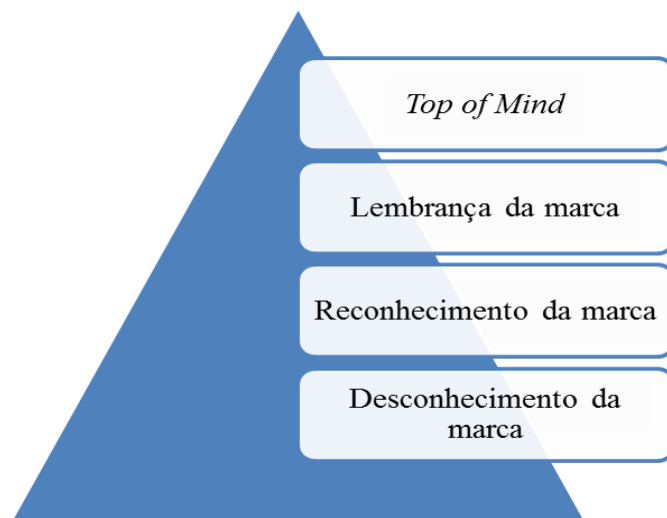 Top of Mind
Lembrança da marca
Reconhecimento da marca
Desconhecimento da
marca